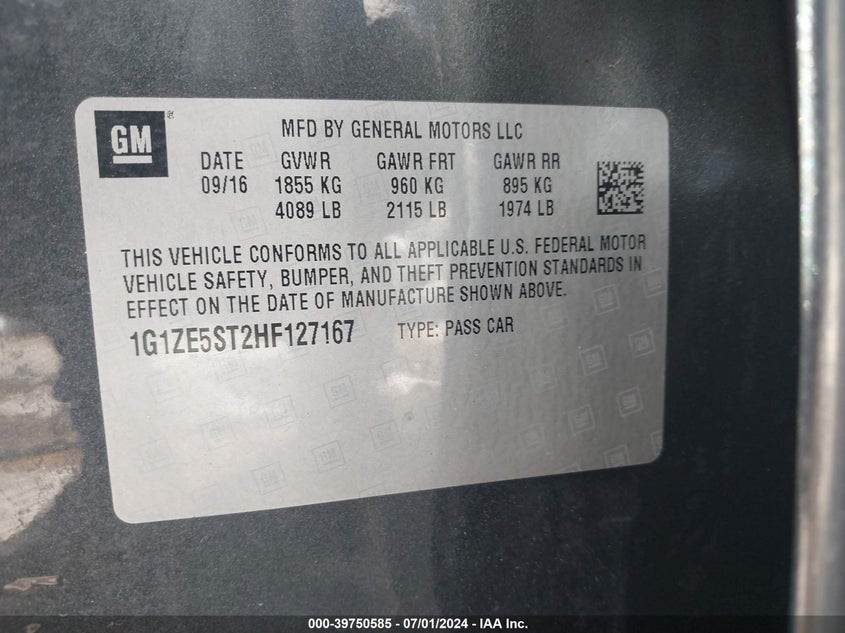 GM
MFD BY GENERAL MOTORS LLC
DATE GVWR GAWR FRT GAWR RR
09/16 1855 KG 960 KG 895 KG
4089 LB 2115 LB 1974 LB
THIS VEHICLE CONFORMS TO ALL APPLICABLE U.S. FEDERAL MOTOR
VEHICLE SAFETY, BUMPER, AND THEFT PREVENTION STANDARDS IN
EFFECT ON THE DATE OF MANUFACTURE SHOWN ABOVE.
1G1ZE5ST2HF127167 TYPE: PASS CAR
000-39750585 - 07/01/2024 - IAA Inc.